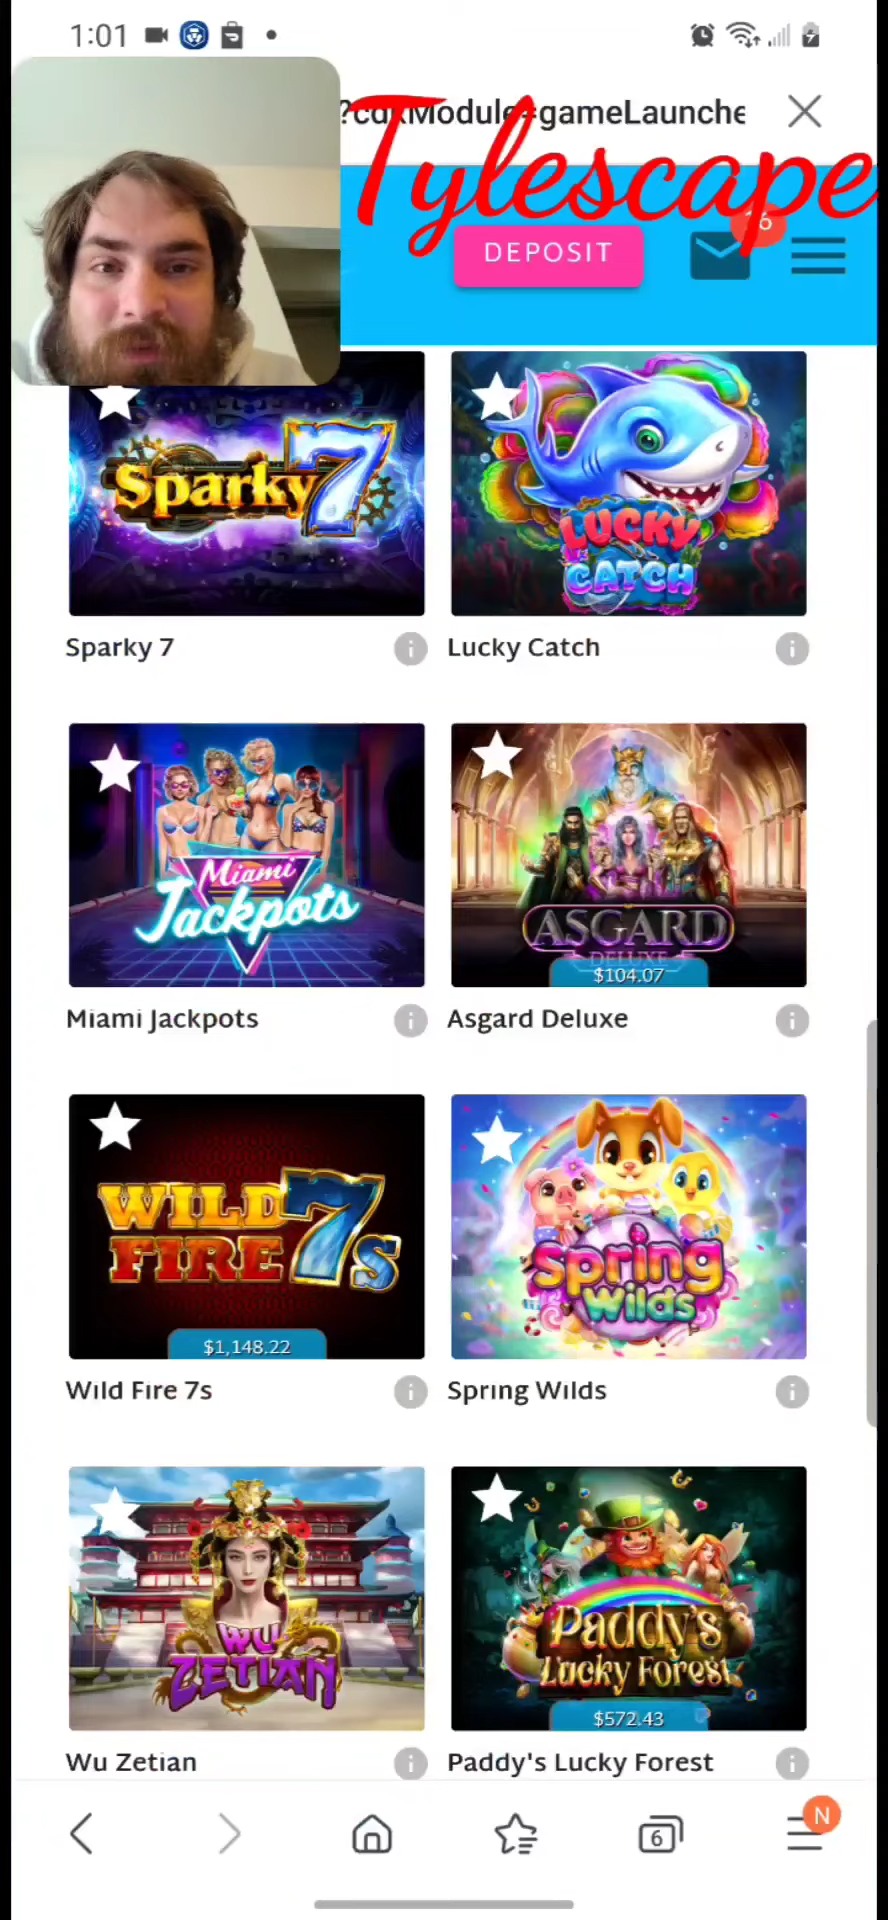 1:01
?cdkModule=gameLaunche
Tylescape
DEPOSIT
Sparky 7
LUCKY
CATCH
Sparky 7
Lucky Catch
Miami
Jackpots
ASGARD
DELUXE
$104.07
Miami Jackpots
Asgard Deluxe
WILD
FIRE 7s
$1,148.22
Spring
Wilds
Wild Fire 7s
Spring Wilds
WU
ZETIAN
Paddy's
Lucky Forest
$572.43
Wu Zetian
Paddy's Lucky Forest
6
N